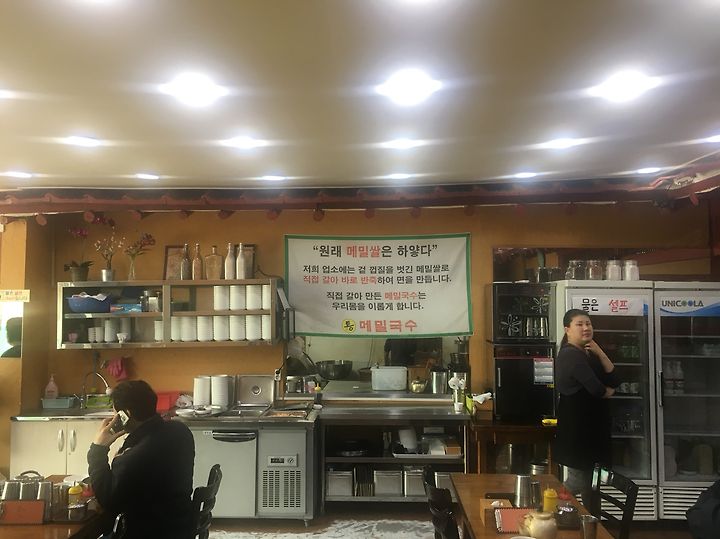 “원래 메밀쌀은 하얗다”
저희 업소에는 겉 껍질을 벗긴 메밀쌀로
직접 갈아 바로 반죽하여 면을 만듭니다.
직접 갈아 만든 메밀국수는
우리몸을 이롭게 합니다.
메밀국수
물은 셀프
UNICOOLA